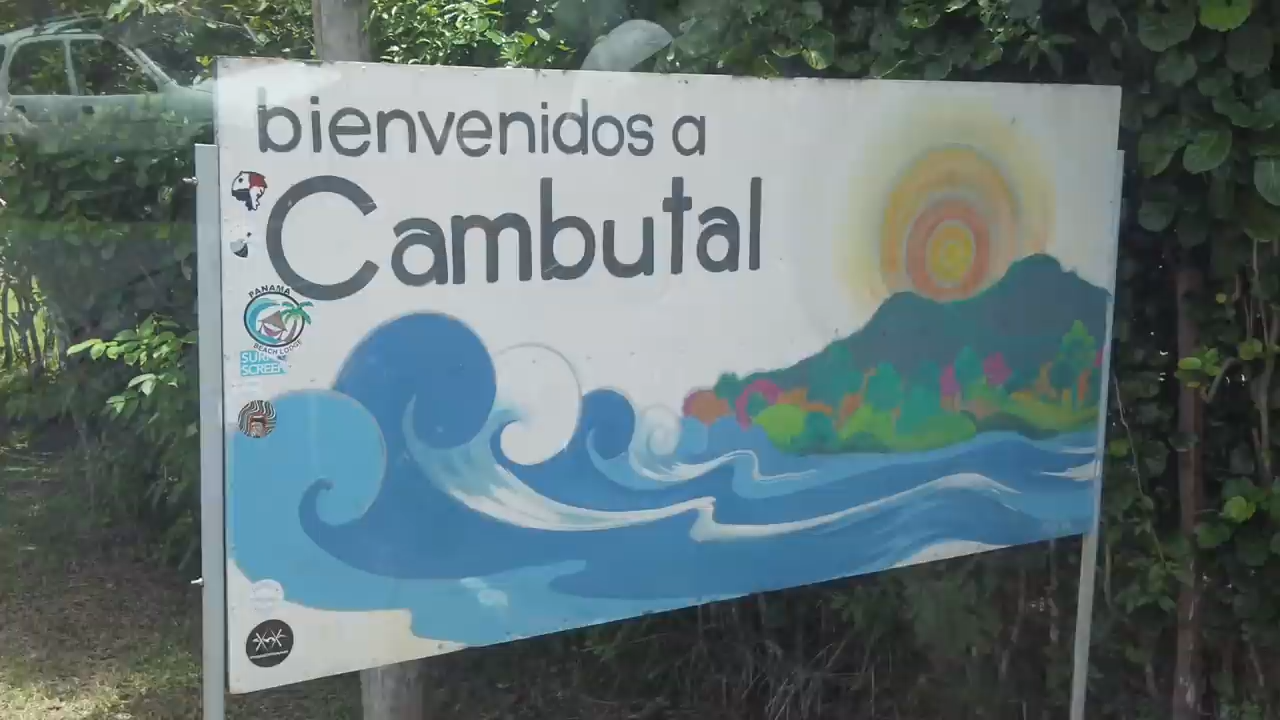 bienvenidos a
Cambutal
PANAMA
BEACH LODGE
SURF
SCREEN